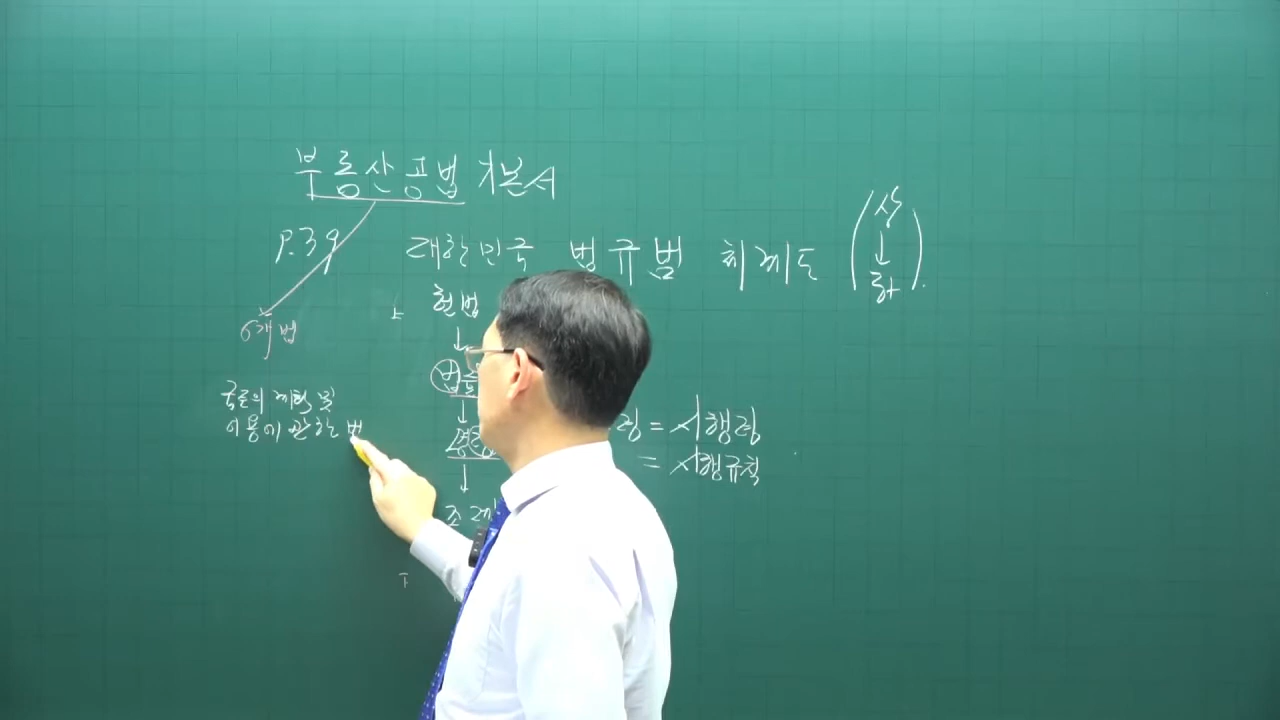 부동산공법 기본서
P.39
대한민국 법규범 체계도 (상
↓
하).
6개 법
헌법
↓
법률
↓
명령
령 = 시행령
= 시행규칙
↓
조례
국토의 계획 및
이용에 관한 법